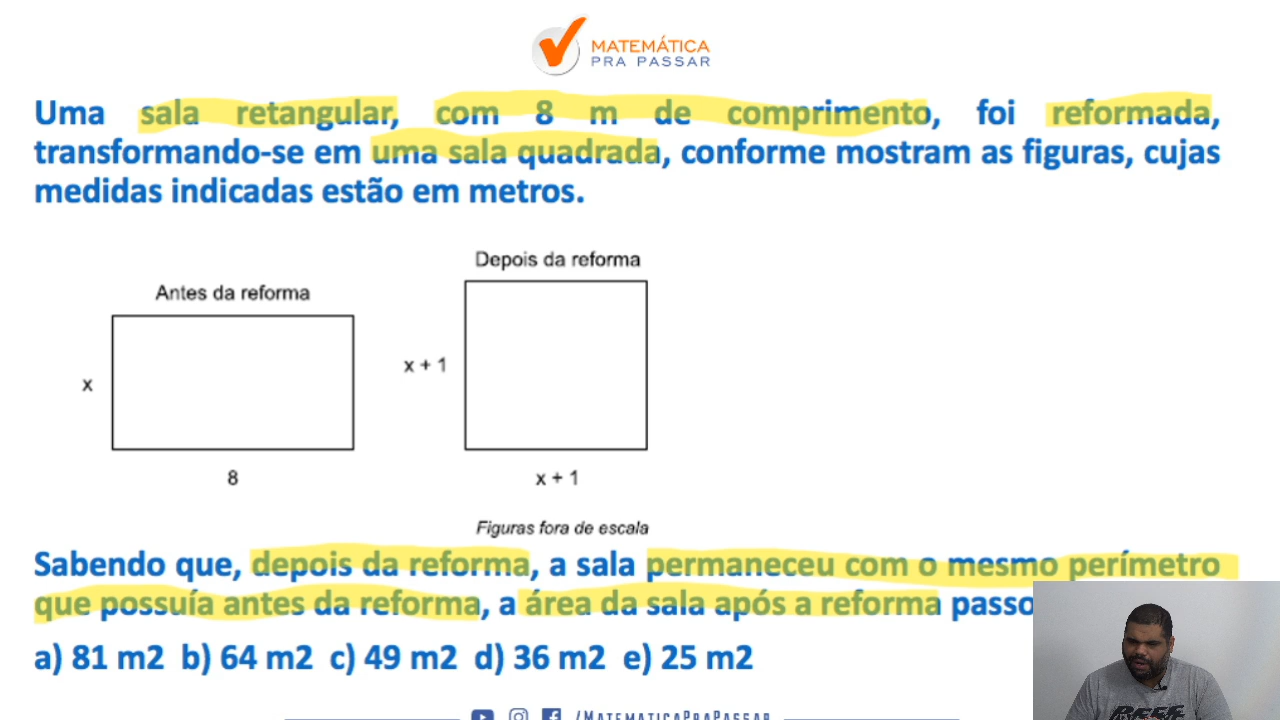 MATEMÁTICA
PRA PASSAR
Uma sala retangular, com 8 m de comprimento, foi reformada,
transformando-se em uma sala quadrada, conforme mostram as figuras, cujas
medidas indicadas estão em metros.
Depois da reforma
Antes da reforma
x + 1
x
8
x + 1
Figuras fora de escala
Sabendo que, depois da reforma, a sala permaneceu com o mesmo perímetro
que possuía antes da reforma, a área da sala após a reforma
a) 81 m2 b) 64 m2 c) 49 m2 d) 36 m2 e) 25 m2
/MATEMATICAPRAPASSAR